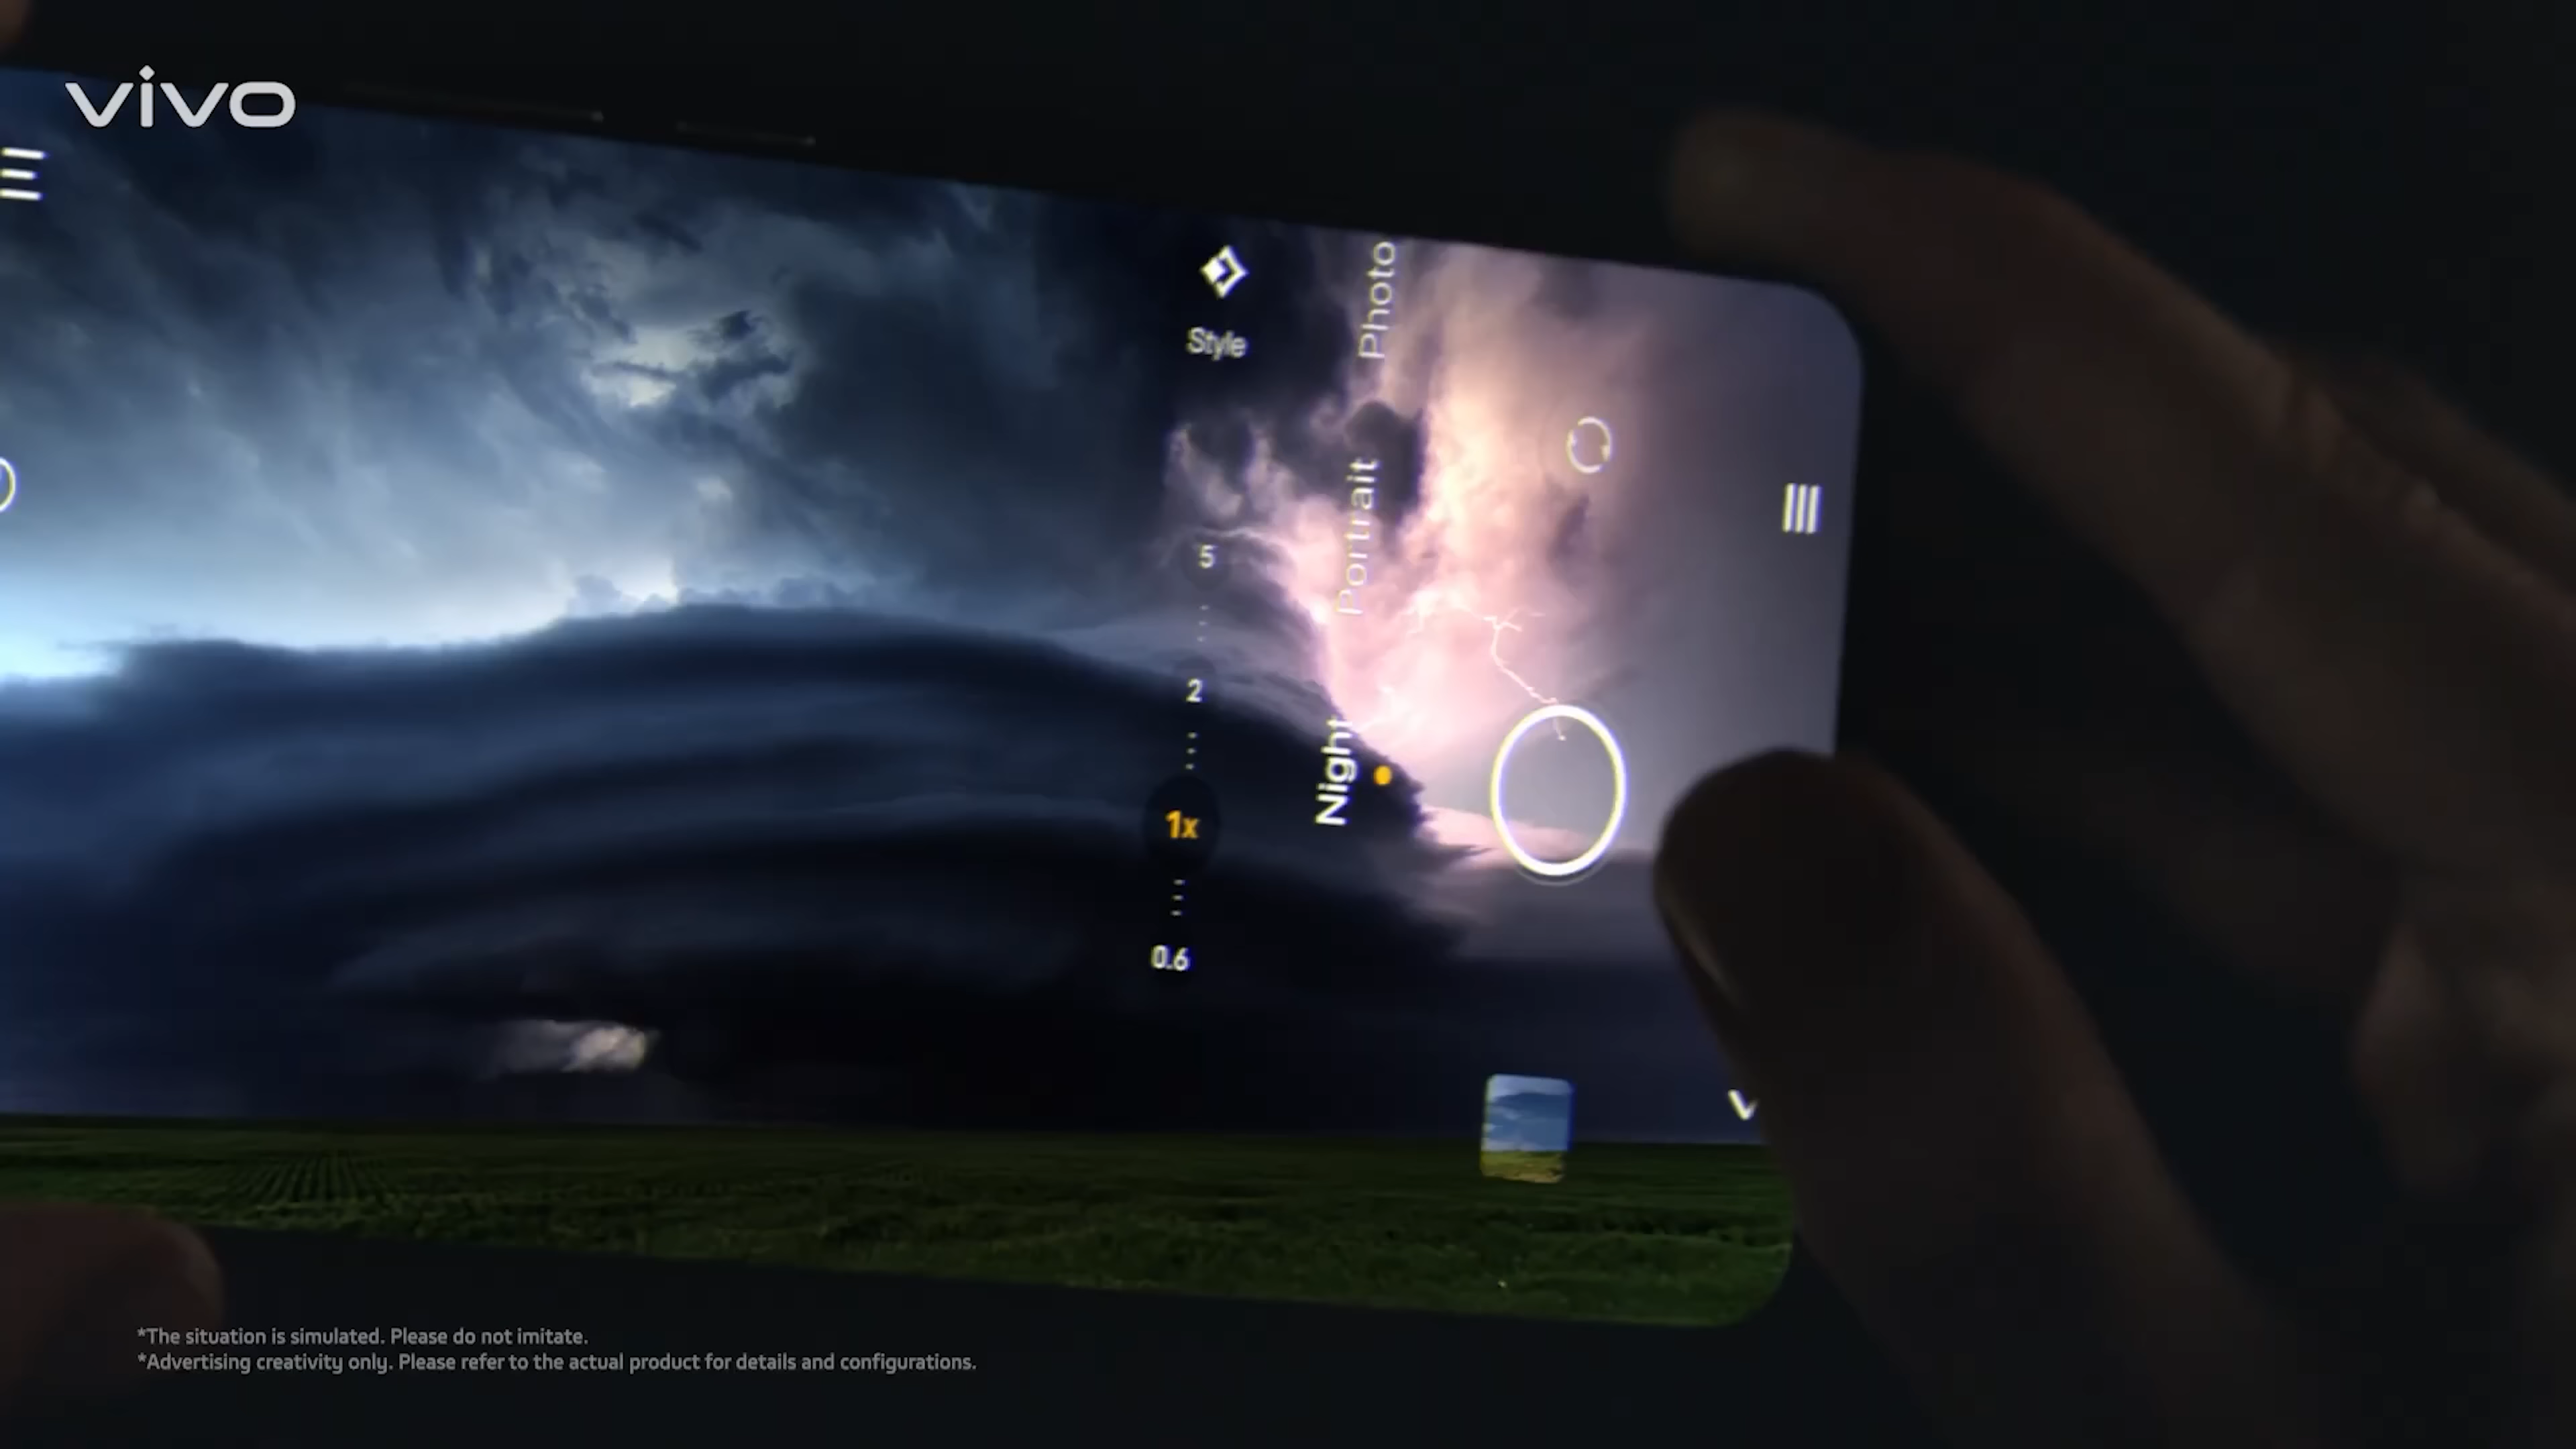 vivo
Style
Photo
Portrait
Night
5
2
1x
0.6
*The situation is simulated. Please do not imitate.
*Advertising creativity only. Please refer to the actual product for details and configurations.